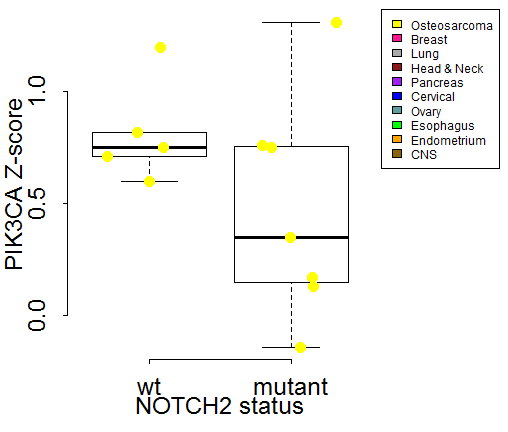 Osteosarcoma
Breast
Lung
Head & Neck
Pancreas
Cervical
Ovary
Esophagus
Endometrium
CNS
PIK3CA Z-score
1.0
0.5
0.0
wt mutant
NOTCH2 status